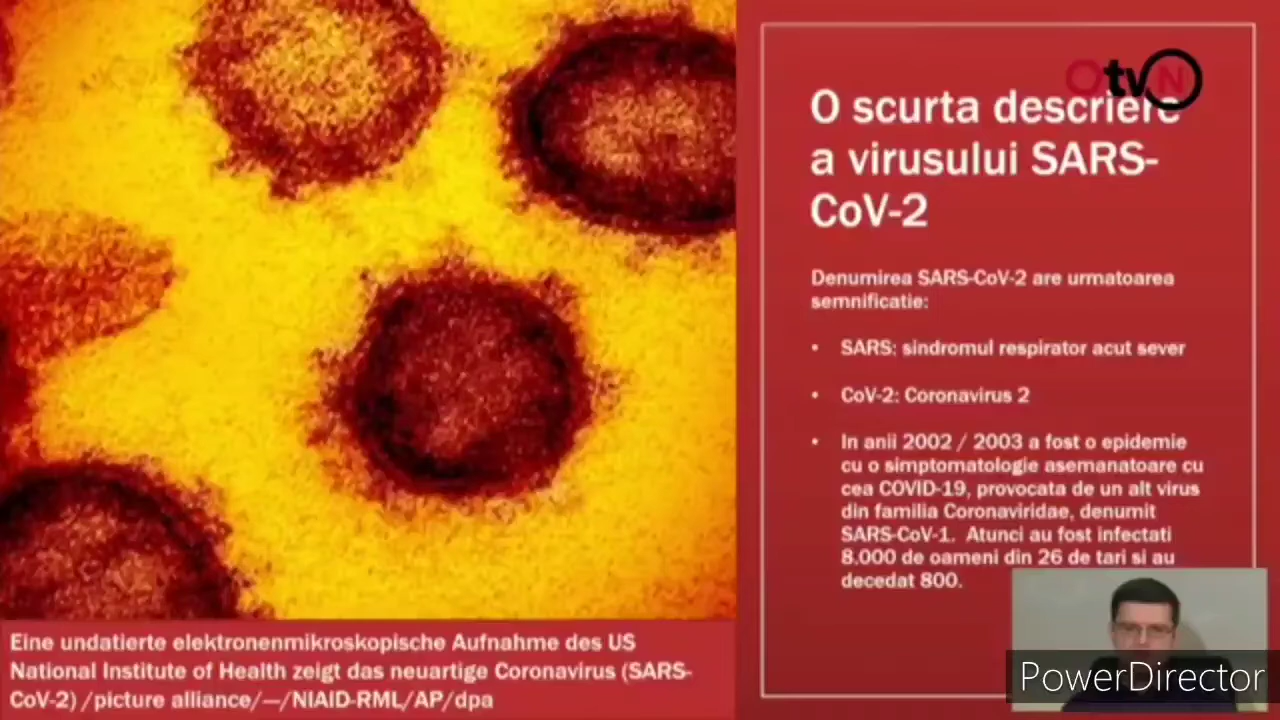 OtvN
O scurta descriere
a virusului SARS-
CoV-2
Denumirea SARS-CoV-2 are urmatoarea
semnificatie:
• SARS: sindromul respirator acut sever
• CoV-2: Coronavirus 2
• In anii 2002 / 2003 a fost o epidemie
cu o simptomatologie asemanatoare cu
cea COVID-19, provocata de un alt virus
din familia Coronaviridae, denumit
SARS-CoV-1. Atunci au fost infectati
8.000 de oameni din 26 de tari si au
decedat 800.
Eine undatierte elektronenmikroskopische Aufnahme des US
National Institute of Health zeigt das neuartige Coronavirus (SARS-
CoV-2) /picture alliance/—/NIAID-RML/AP/dpa
PowerDirector